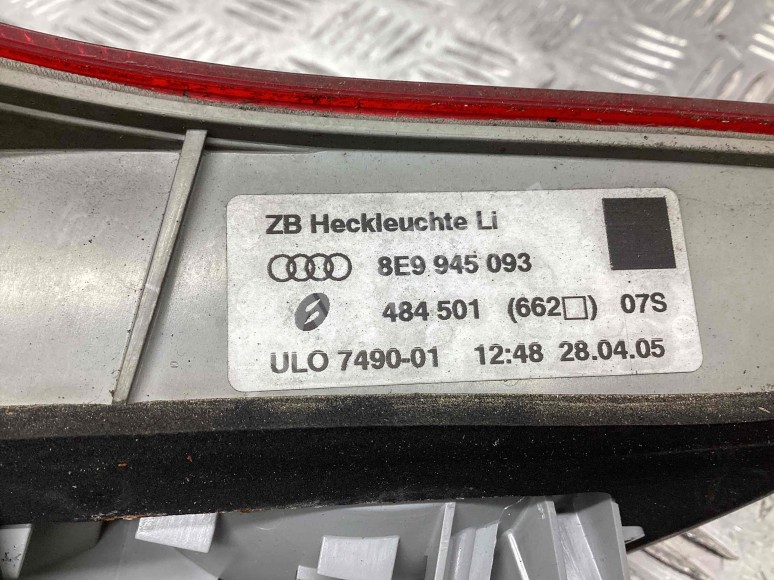 ZB Heckleuchte Li
8E9 945 093
484 501 (662□) 07S
ULO 7490-01 12:48 28.04.05